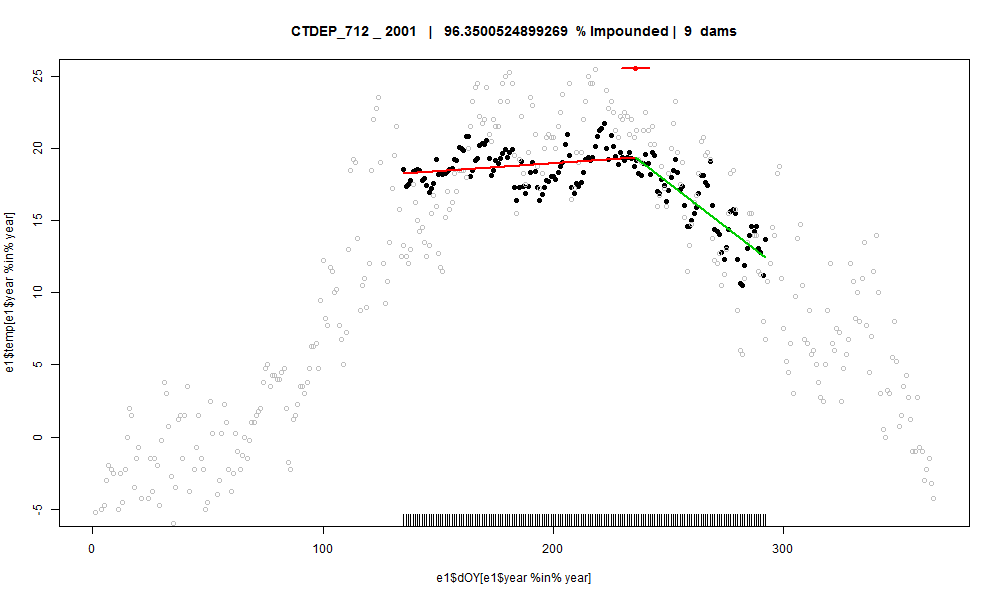 CTDEP_712 _ 2001 | 96.3500524899269 % Impounded | 9 dams
25
20
15
10
5
0
-5
e1$temp[e1$year %in% year]
0 100 200 300
e1$dOY[e1$year %in% year]